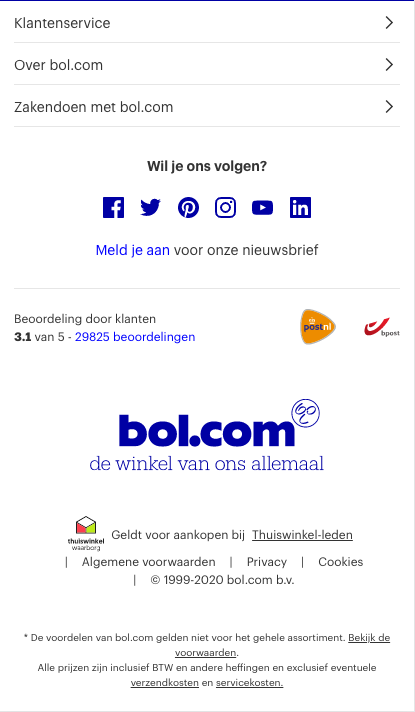 Klantenservice
Over bol.com
Zakendoen met bol.com
Wil je ons volgen?
Meld je aan voor onze nieuwsbrief
Beoordeling door klanten
3.1 van 5 - 29825 beoordelingen
postnl
bpost
bol.com
de winkel van ons allemaal
thuiswinkel
waarborg
Geldt voor aankopen bij Thuiswinkel-leden
| Algemene voorwaarden | Privacy | Cookies
| © 1999-2020 bol.com b.v.
* De voordelen van bol.com gelden niet voor het gehele assortiment. Bekijk de
voorwaarden.
Alle prijzen zijn inclusief BTW en andere heffingen en exclusief eventuele
verzendkosten en servicekosten.